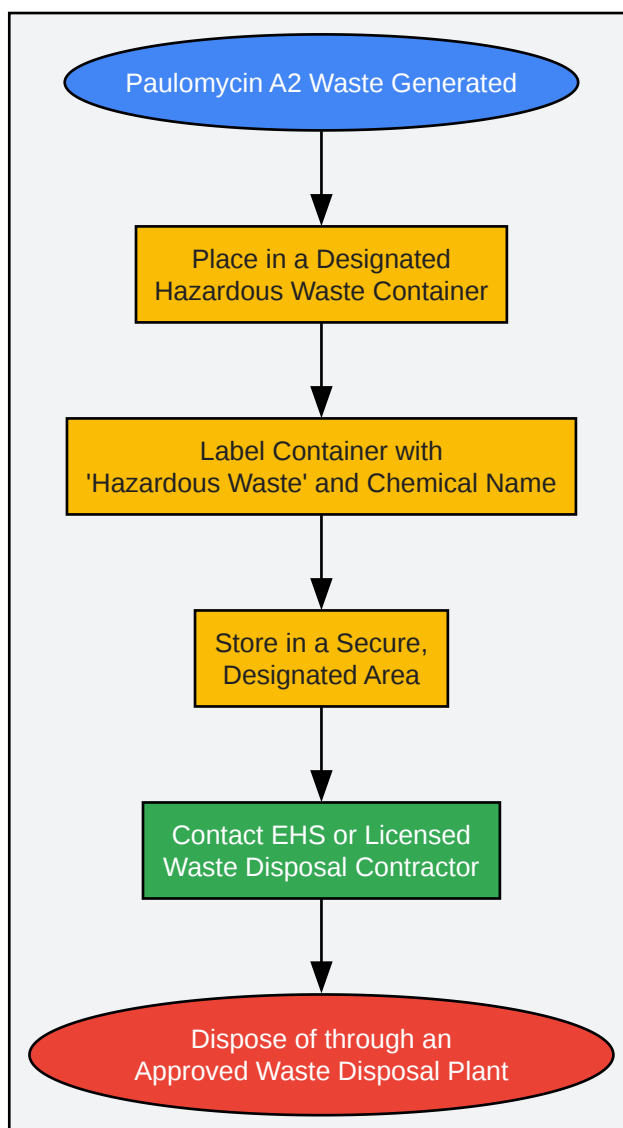 Paulomycin A2 Waste Generated
Place in a Designated
Hazardous Waste Container
Label Container with
'Hazardous Waste' and Chemical Name
Store in a Secure,
Designated Area
Contact EHS or Licensed
Waste Disposal Contractor
Dispose of through an
Approved Waste Disposal Plant